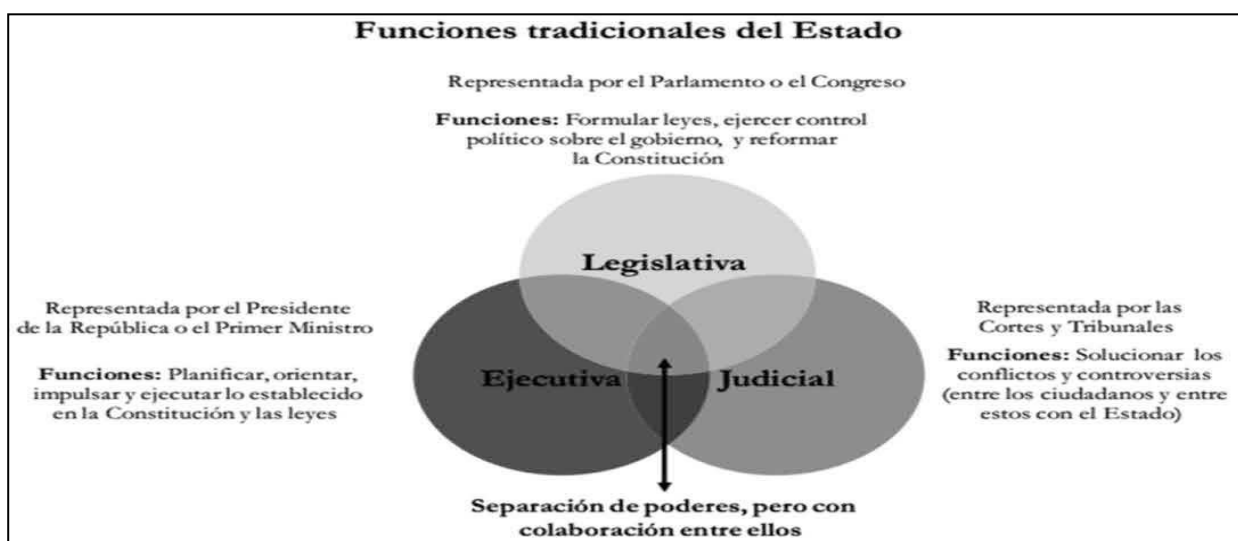 Funciones tradicionales del Estado
Representada por el Parlamento o el Congreso
Funciones: Formular leyes, ejercer control
político sobre el gobierno, y reformar
la Constitución
Legislativa
Representada por el Presidente
de la República o el Primer Ministro
Funciones: Planificar, orientar,
impulsar y ejecutar lo establecido
en la Constitución y las leyes
Ejecutiva
Judicial
Representada por las
Cortes y Tribunales
Funciones: Solucionar los
conflictos y controversias
(entre los ciudadanos y entre
estos con el Estado)
Separación de poderes, pero con
colaboración entre ellos